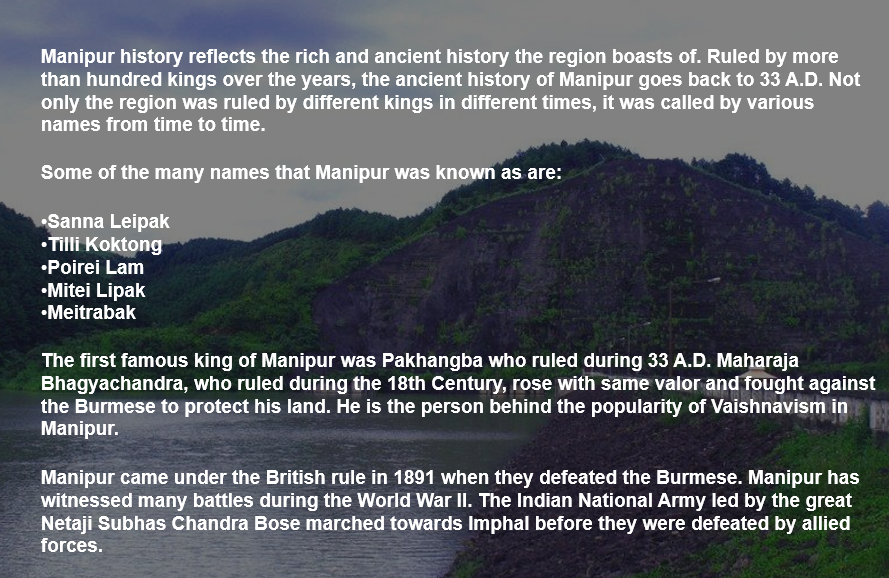 Manipur history reflects the rich and ancient history the region boasts of. Ruled by more
than hundred kings over the years, the ancient history of Manipur goes back to 33 A.D. Not
only the region was ruled by different kings in different times, it was called by various
names from time to time.
Some of the many names that Manipur was known as are:
•Sanna Leipak
•Tilli Koktong
•Poirei Lam
•Mitei Lipak
•Meitrabak
The first famous king of Manipur was Pakhangba who ruled during 33 A.D. Maharaja
Bhagyachandra, who ruled during the 18th Century, rose with same valor and fought against
the Burmese to protect his land. He is the person behind the popularity of Vaishnavism in
Manipur.
Manipur came under the British rule in 1891 when they defeated the Burmese. Manipur has
witnessed many battles during the World War II. The Indian National Army led by the great
Netaji Subhas Chandra Bose marched towards Imphal before they were defeated by allied
forces.